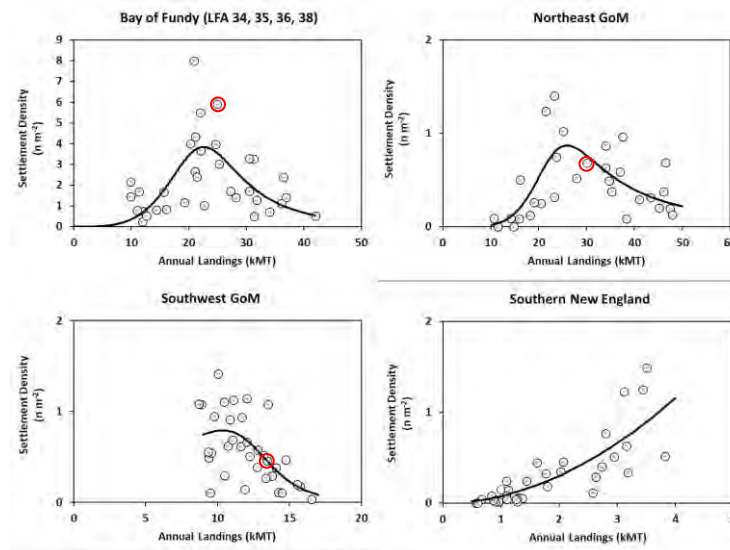 Bay of Fundy (LFA 34, 35, 36, 38)
9
8
7
6
5
4
3
2
1
0
Settlement Density
(n m⁻²)
0 10 20 30 40 50
Annual Landings (kMT)
Northeast GoM
2
1
0
Settlement Density
(n m⁻²)
0 10 20 30 40 50 60
Annual Landings (kMT)
Southwest GoM
2
1
0
Settlement Density
(n m⁻²)
0 5 10 15 20
Annual Landings (kMT)
Southern New England
2
1
0
Settlement Density
(n m⁻²)
0 1 2 3 4 5
Annual Landings (kMT)